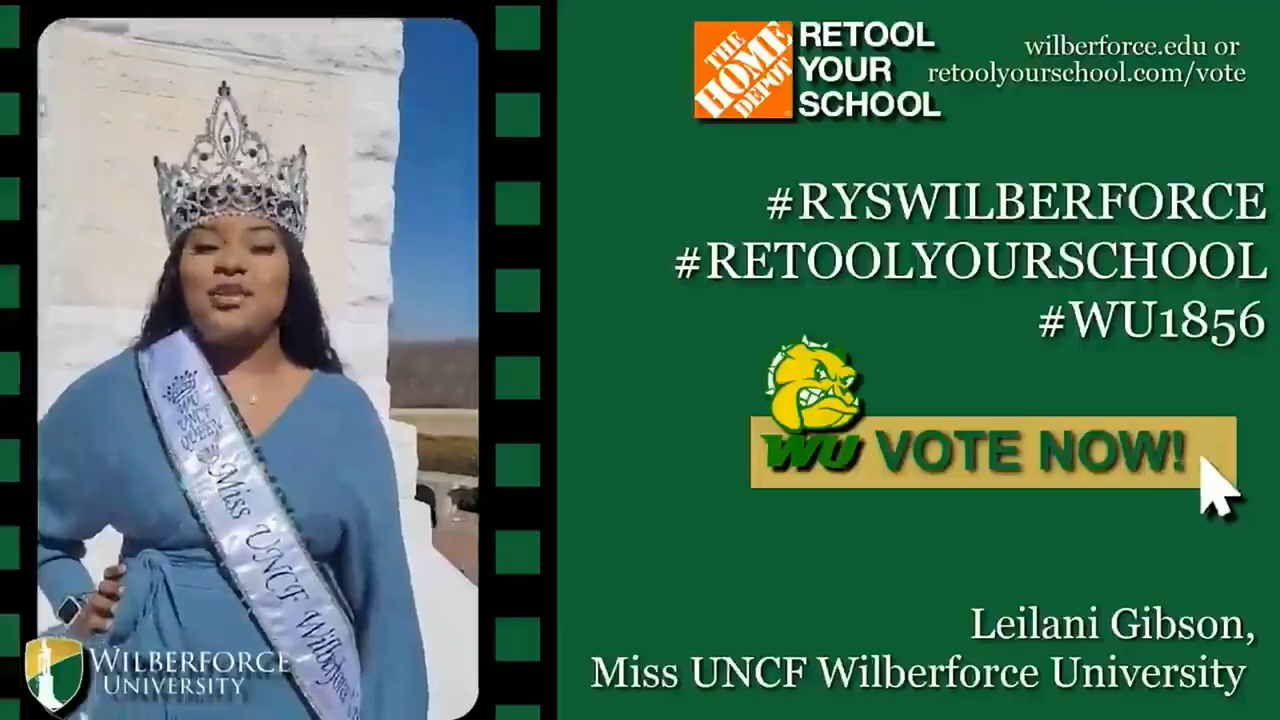 THE
HOME
DEPOT
RETOOL
YOUR
SCHOOL
wilberforce.edu or
retoolyourschool.com/vote
#RYSWILBERFORCE
#RETOOLYOURSCHOOL
#WU1856
WU VOTE NOW!
Leilani Gibson,
Miss UNCF Wilberforce University
WU
UNCF
QUEEN
Miss UNCF
WILBERFORCE
UNIVERSITY